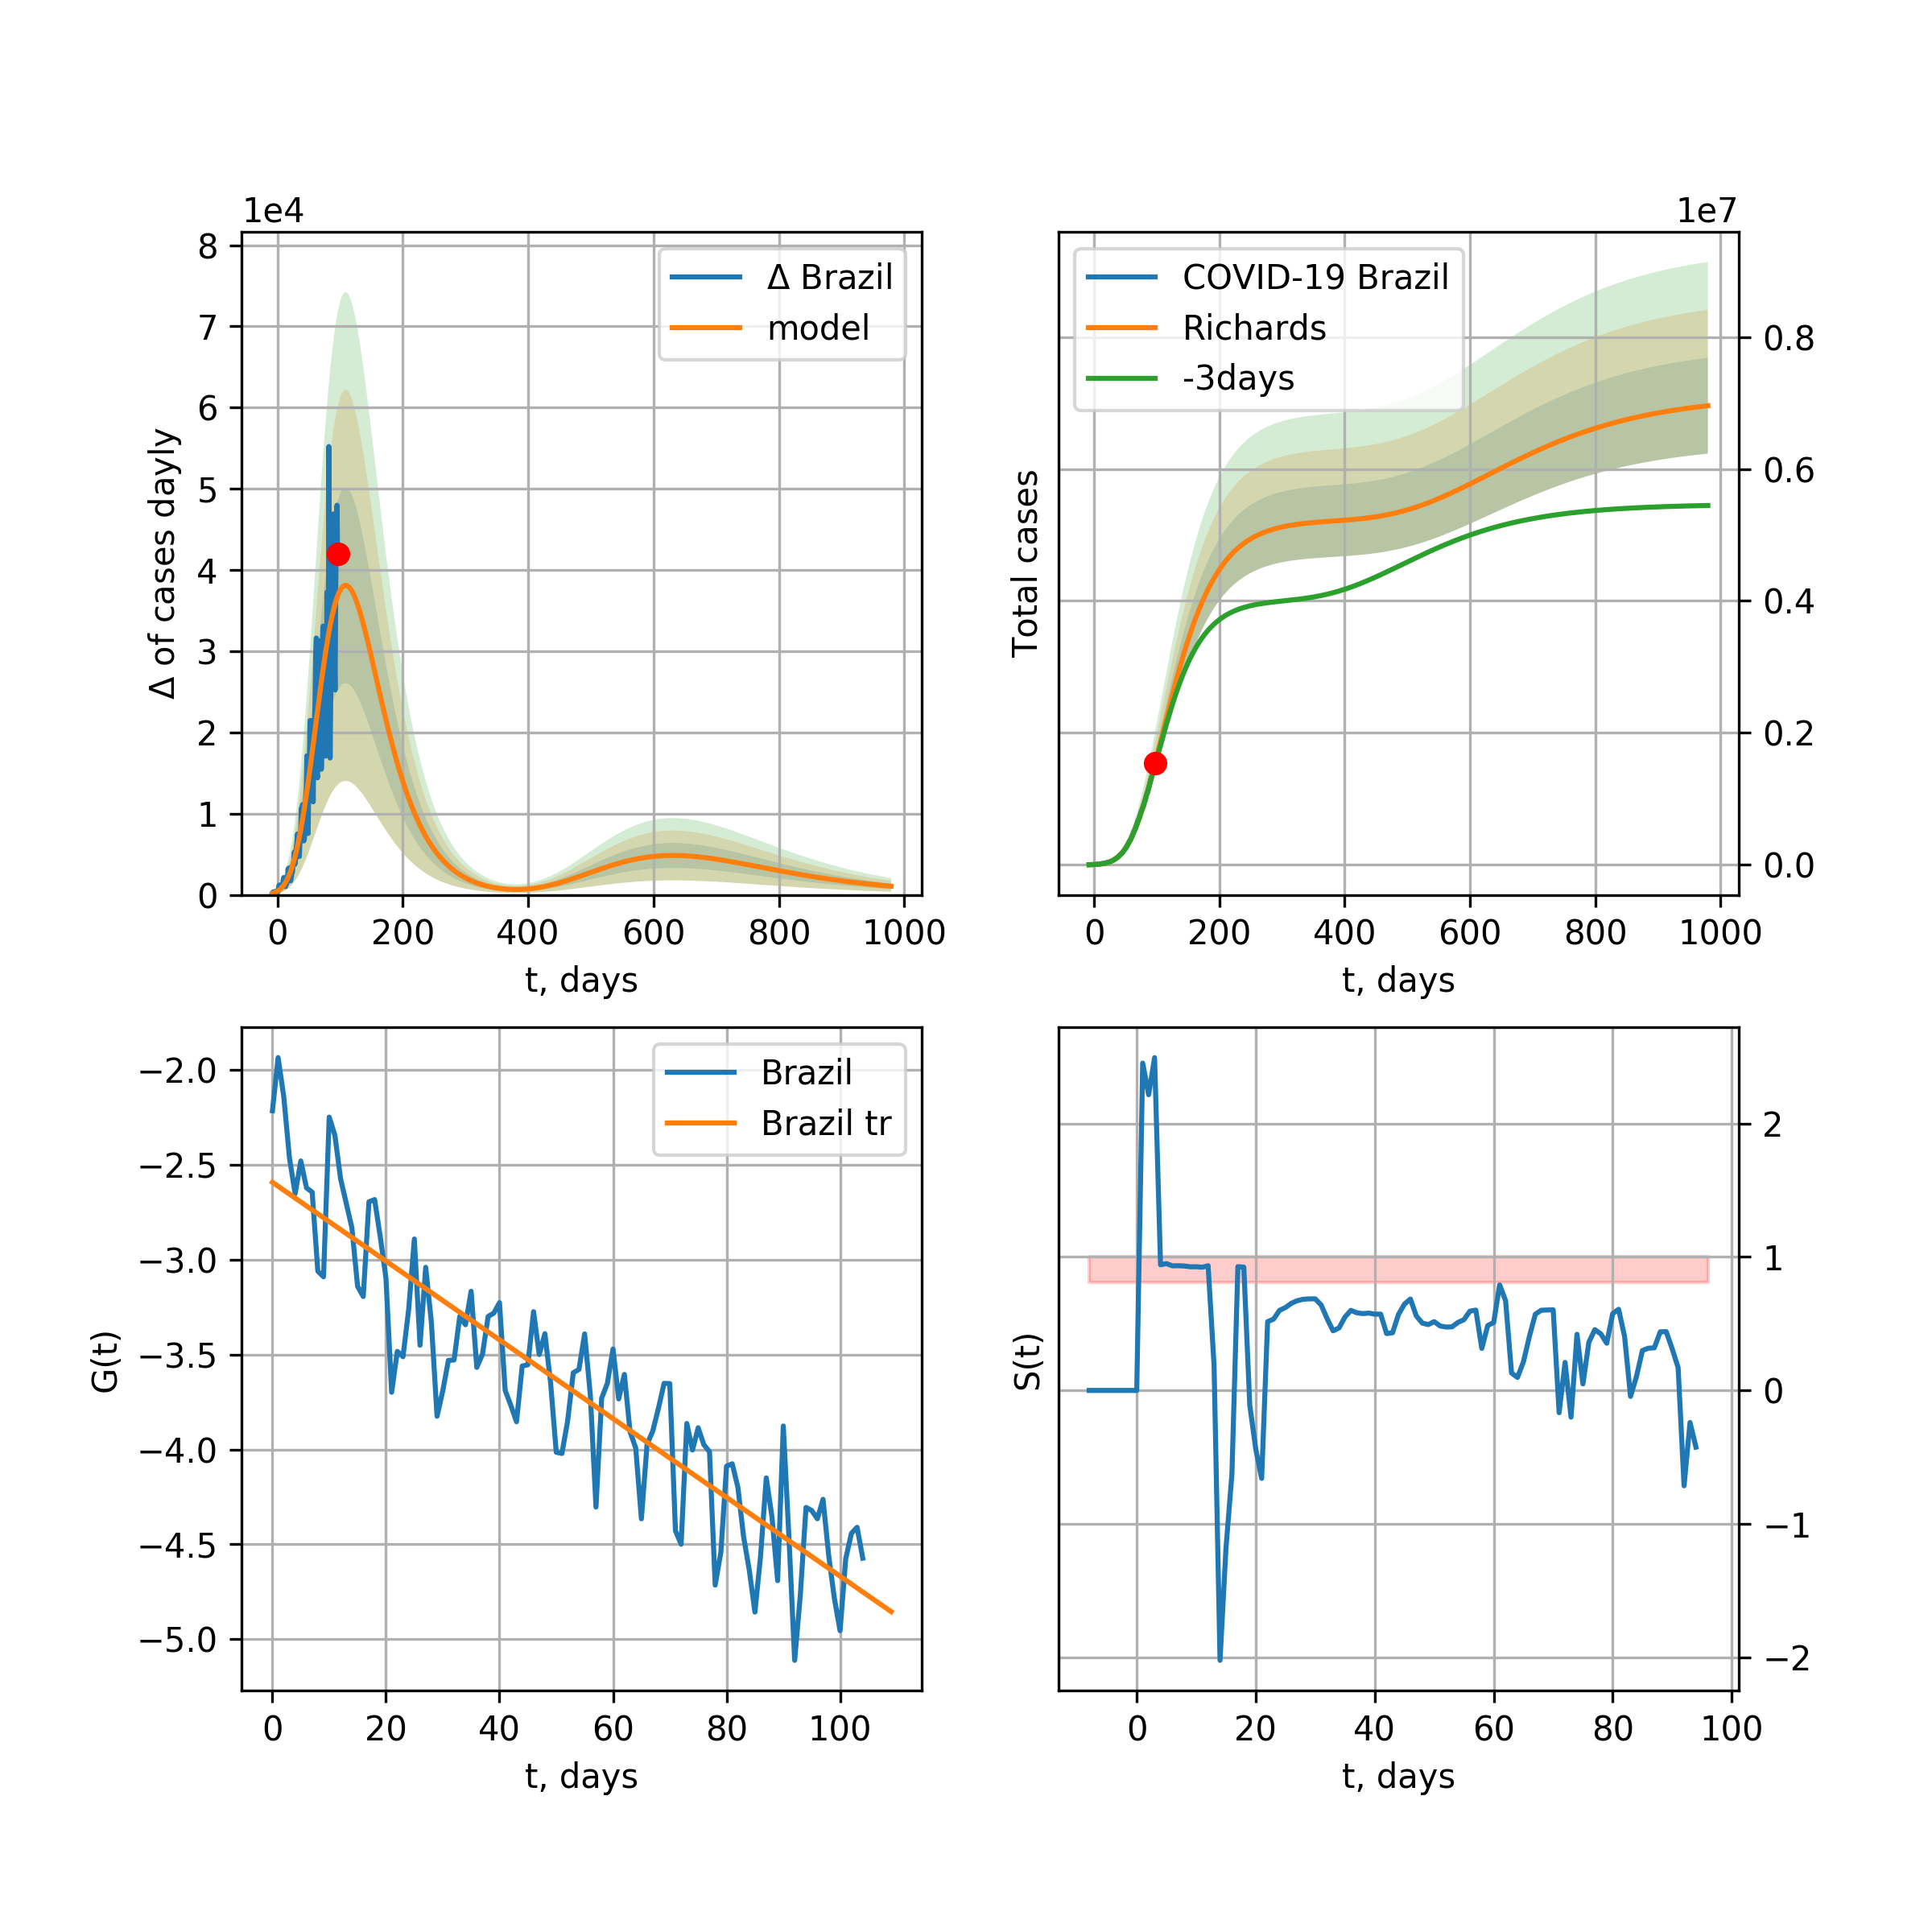 1e4
8
7
6
5
4
3
2
1
0
Δ of cases dayly
Δ Brazil
model
0 200 400 600 800 1000
t, days
1e7
COVID-19 Brazil
Richards
-3days
Total cases
0.8
0.6
0.4
0.2
0.0
0 200 400 600 800 1000
t, days
−2.0
−2.5
−3.0
−3.5
−4.0
−4.5
−5.0
G(t)
Brazil
Brazil tr
0 20 40 60 80 100
t, days
S(t)
2
1
0
−1
−2
0 20 40 60 80 100
t, days